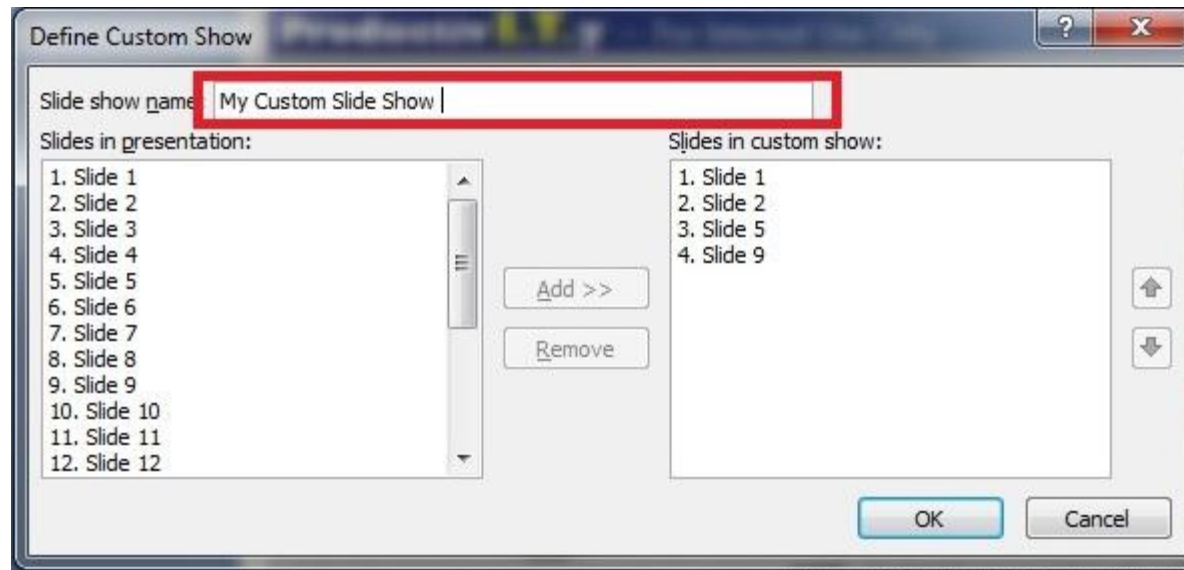 Define Custom Show
Slide show name: My Custom Slide Show
Slides in presentation:
1. Slide 1
2. Slide 2
3. Slide 3
4. Slide 4
5. Slide 5
6. Slide 6
7. Slide 7
8. Slide 8
9. Slide 9
10. Slide 10
11. Slide 11
12. Slide 12
Add >>
Remove
Slides in custom show:
1. Slide 1
2. Slide 2
3. Slide 5
4. Slide 9
OK
Cancel